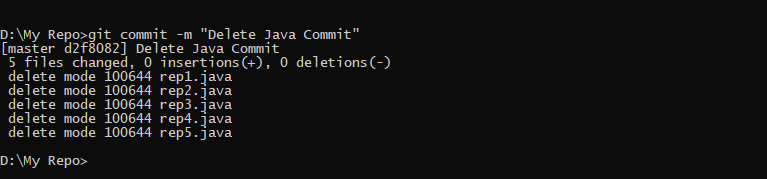 D:\My Repo>git commit -m "Delete Java Commit"
[master d2f8082] Delete Java Commit
 5 files changed, 0 insertions(+), 0 deletions(-)
 delete mode 100644 rep1.java
 delete mode 100644 rep2.java
 delete mode 100644 rep3.java
 delete mode 100644 rep4.java
 delete mode 100644 rep5.java
D:\My Repo>